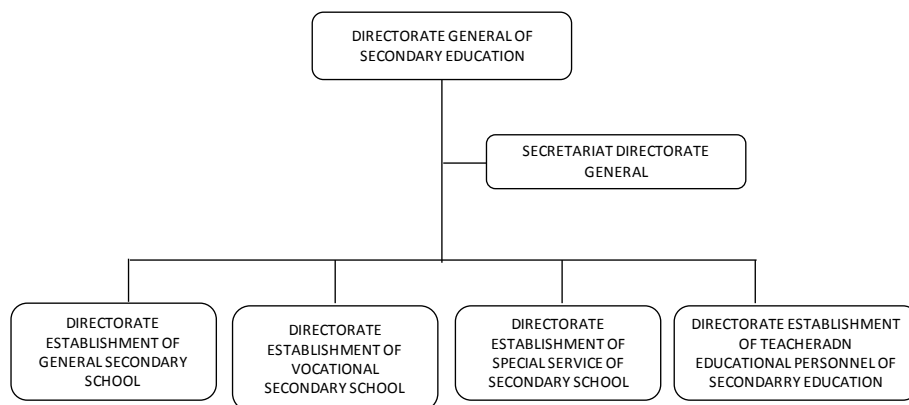 DIRECTORATE GENERAL OF
SECONDARY EDUCATION
SECRETARIAT DIRECTORATE
GENERAL
DIRECTORATE
ESTABLISHMENT OF
GENERAL SECONDARY
SCHOOL
DIRECTORATE
ESTABLISHMENT OF
VOCATIONAL
SECONDARY SCHOOL
DIRECTORATE
ESTABLISHMENT OF
SPECIAL SERVICE OF
SECONDARY SCHOOL
DIRECTORATE ESTABLISHMENT
OF TEACHERADN
EDUCATIONAL PERSONNEL OF
SECONDARRY EDUCATION